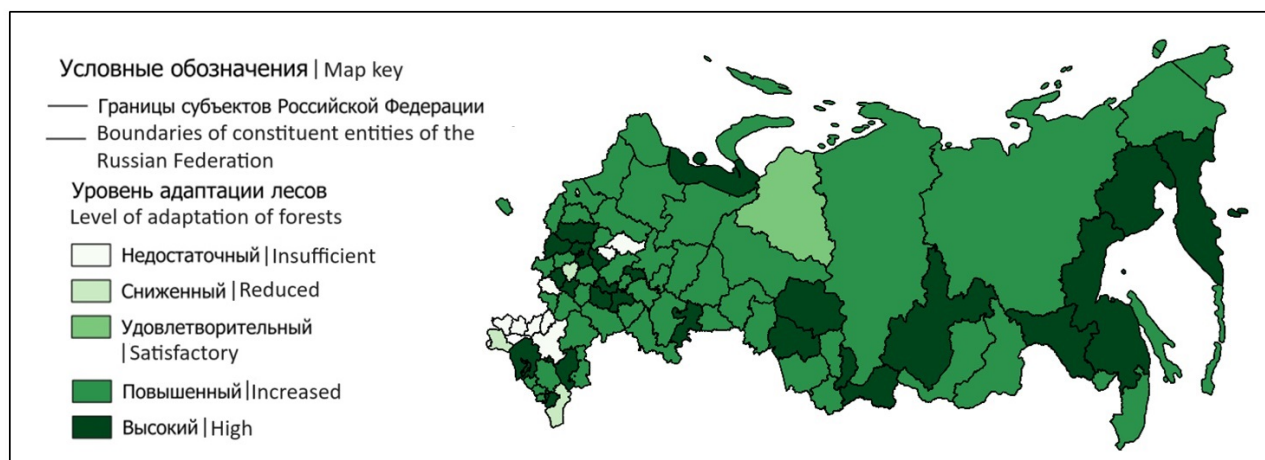 Условные обозначения | Map key
Границы субъектов Российской Федерации
Boundaries of constituent entities of the
Russian Federation
Уровень адаптации лесов
Level of adaptation of forests
Недостаточный | Insufficient
Сниженный | Reduced
Удовлетворительный
| Satisfactory
Повышенный | Increased
Высокий | High